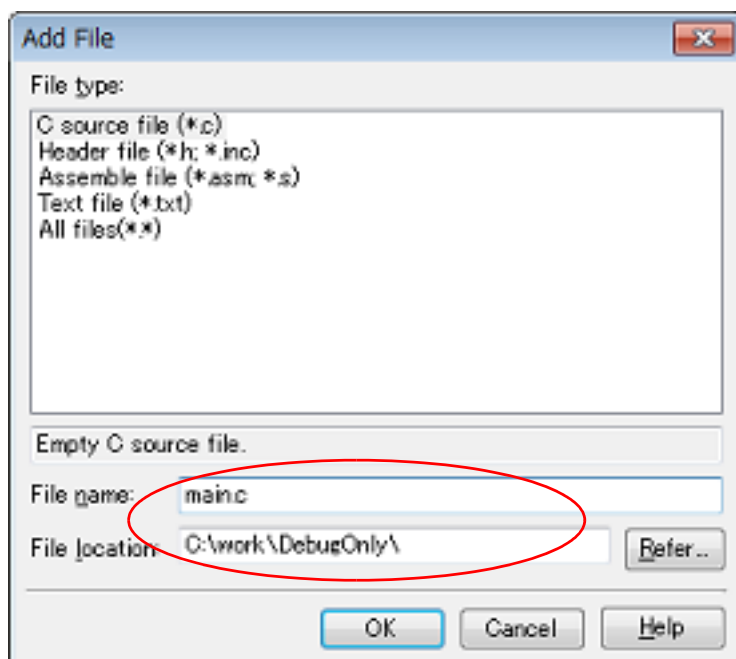 Add File
File type:
C source file (*.c)
Header file (*.h; *.inc)
Assemble file (*.asm; *.s)
Text file (*.txt)
All files(*.*)
Empty C source file.
File name: main.c
File location: C:\work\DebugOnly\ Refer...
OK Cancel Help